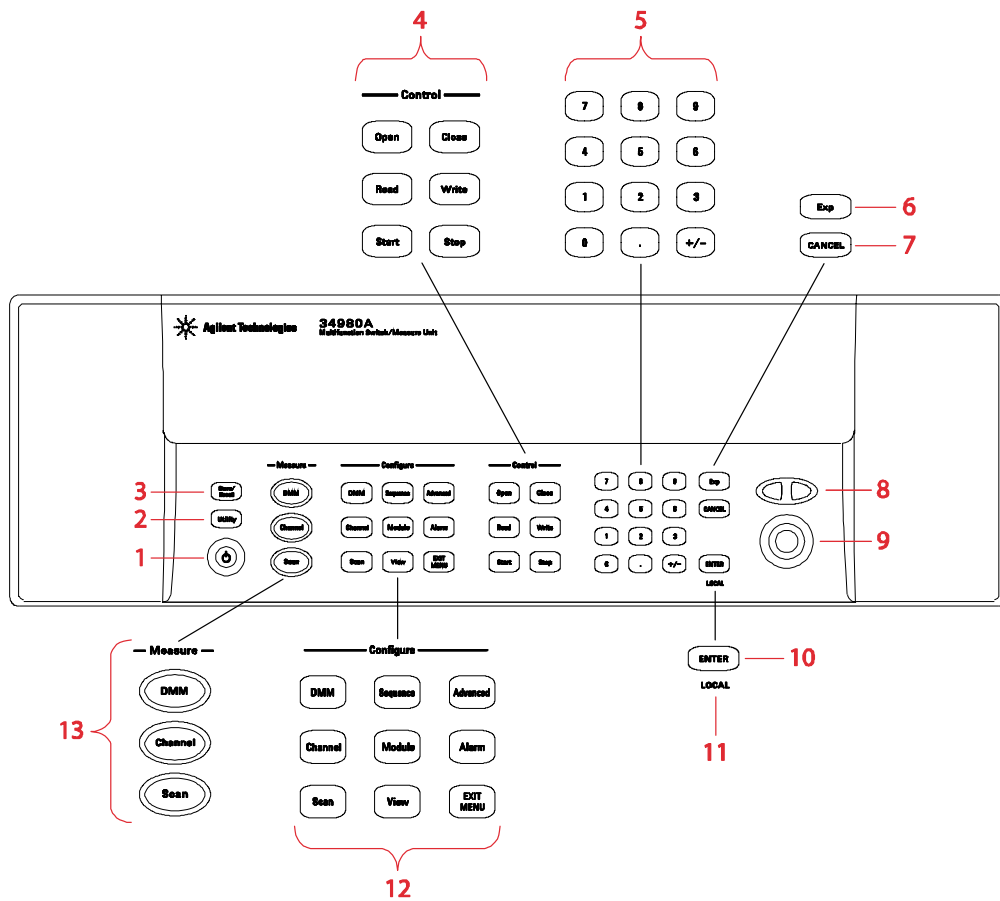 4
5
Control
Open Close
Read Write
Start Stop
7 8 9
4 5 6
1 2 3
0 . +/-
Exp 6
CANCEL 7
Agilent Technologies
34980A
Multifunction Switch/Measure Unit
Measure
Configure
Control
3 Store/
Recall
2 Utility
1
DMM
Channel
Scan
DMM Sequence Advanced
Channel Module Alarm
Scan View EXIT
MENU
Open Close
Read Write
Start Stop
7 8 9
4 5 6
1 2 3
0 . +/-
Exp
CANCEL
ENTER
LOCAL
8
9
ENTER 10
LOCAL
11
13
Measure
DMM
Channel
Scan
Configure
DMM Sequence Advanced
Channel Module Alarm
Scan View EXIT
MENU
12